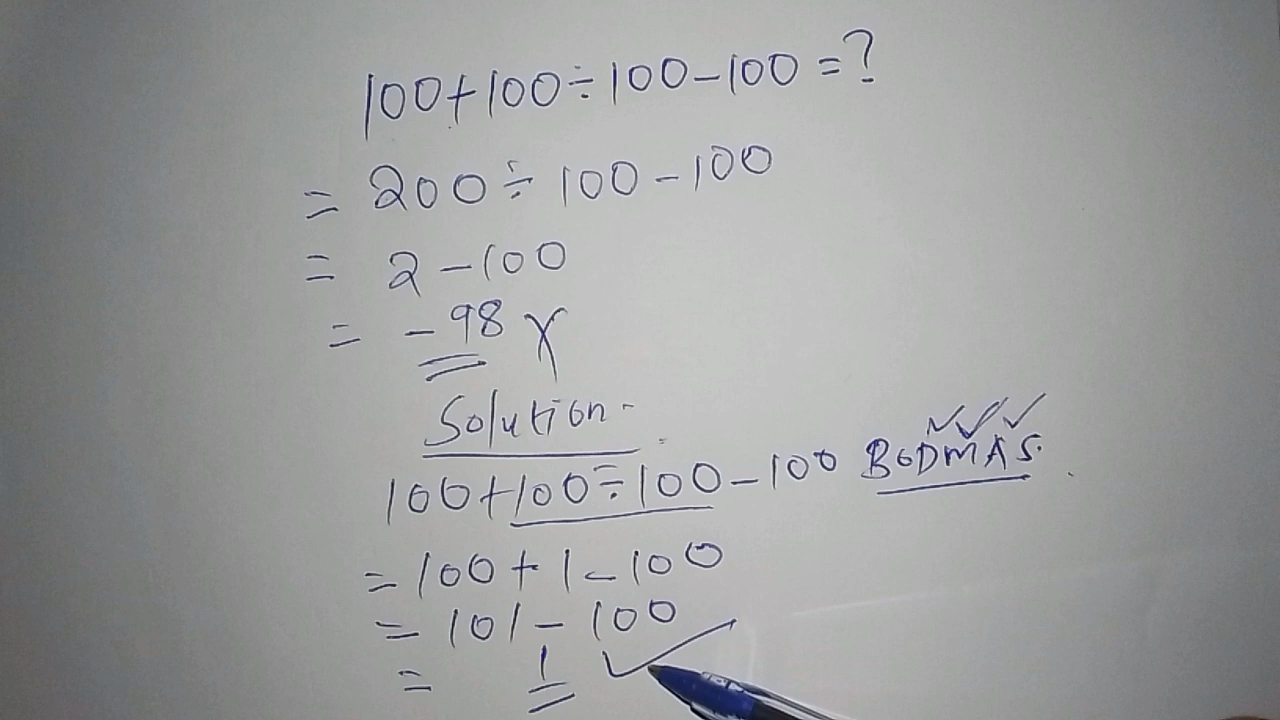 100+100÷100-100=?
= 200÷100-100
= 2-100
= -98 X
Solution.
100+100÷100-100 BODMAS.
=100+1-100
= 101-100
= 1 ✓